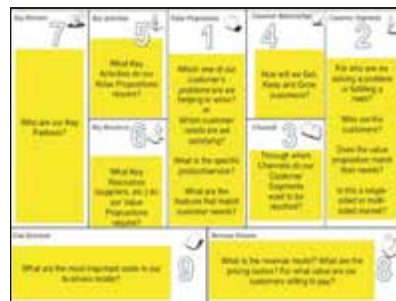 Key Partners
7
Who are our Key
Partners?
Key Activities
5
What Key
Activities do our
Value Propositions
require?
Key Resources
6
What Key
Resources
(suppliers, etc.) do
our Value
Propositions
require?
Value Propositions
1
Which one of our
customer's
problems are we
helping to solve?
or
Which customer
needs are we
satisfying?
What is the specific
product/service?
What are the
features that match
customer needs?
Customer Relationships
4
How will we Get,
Keep and Grow
customers?
Channels
3
Through which
Channels do our
Customer
Segments
want to be
reached?
Customer Segments
2
For who are we
solving a problem
or fulfilling a
need?
Who are the
customers?
Does the value
proposition match
their needs?
Is this a single-
sided or multi-
sided market?
Cost Structure
9
What are the most important costs in our
business model?
Revenue Streams
8
What is the revenue model? What are the
pricing tactics? For what value are our
customers willing to pay?